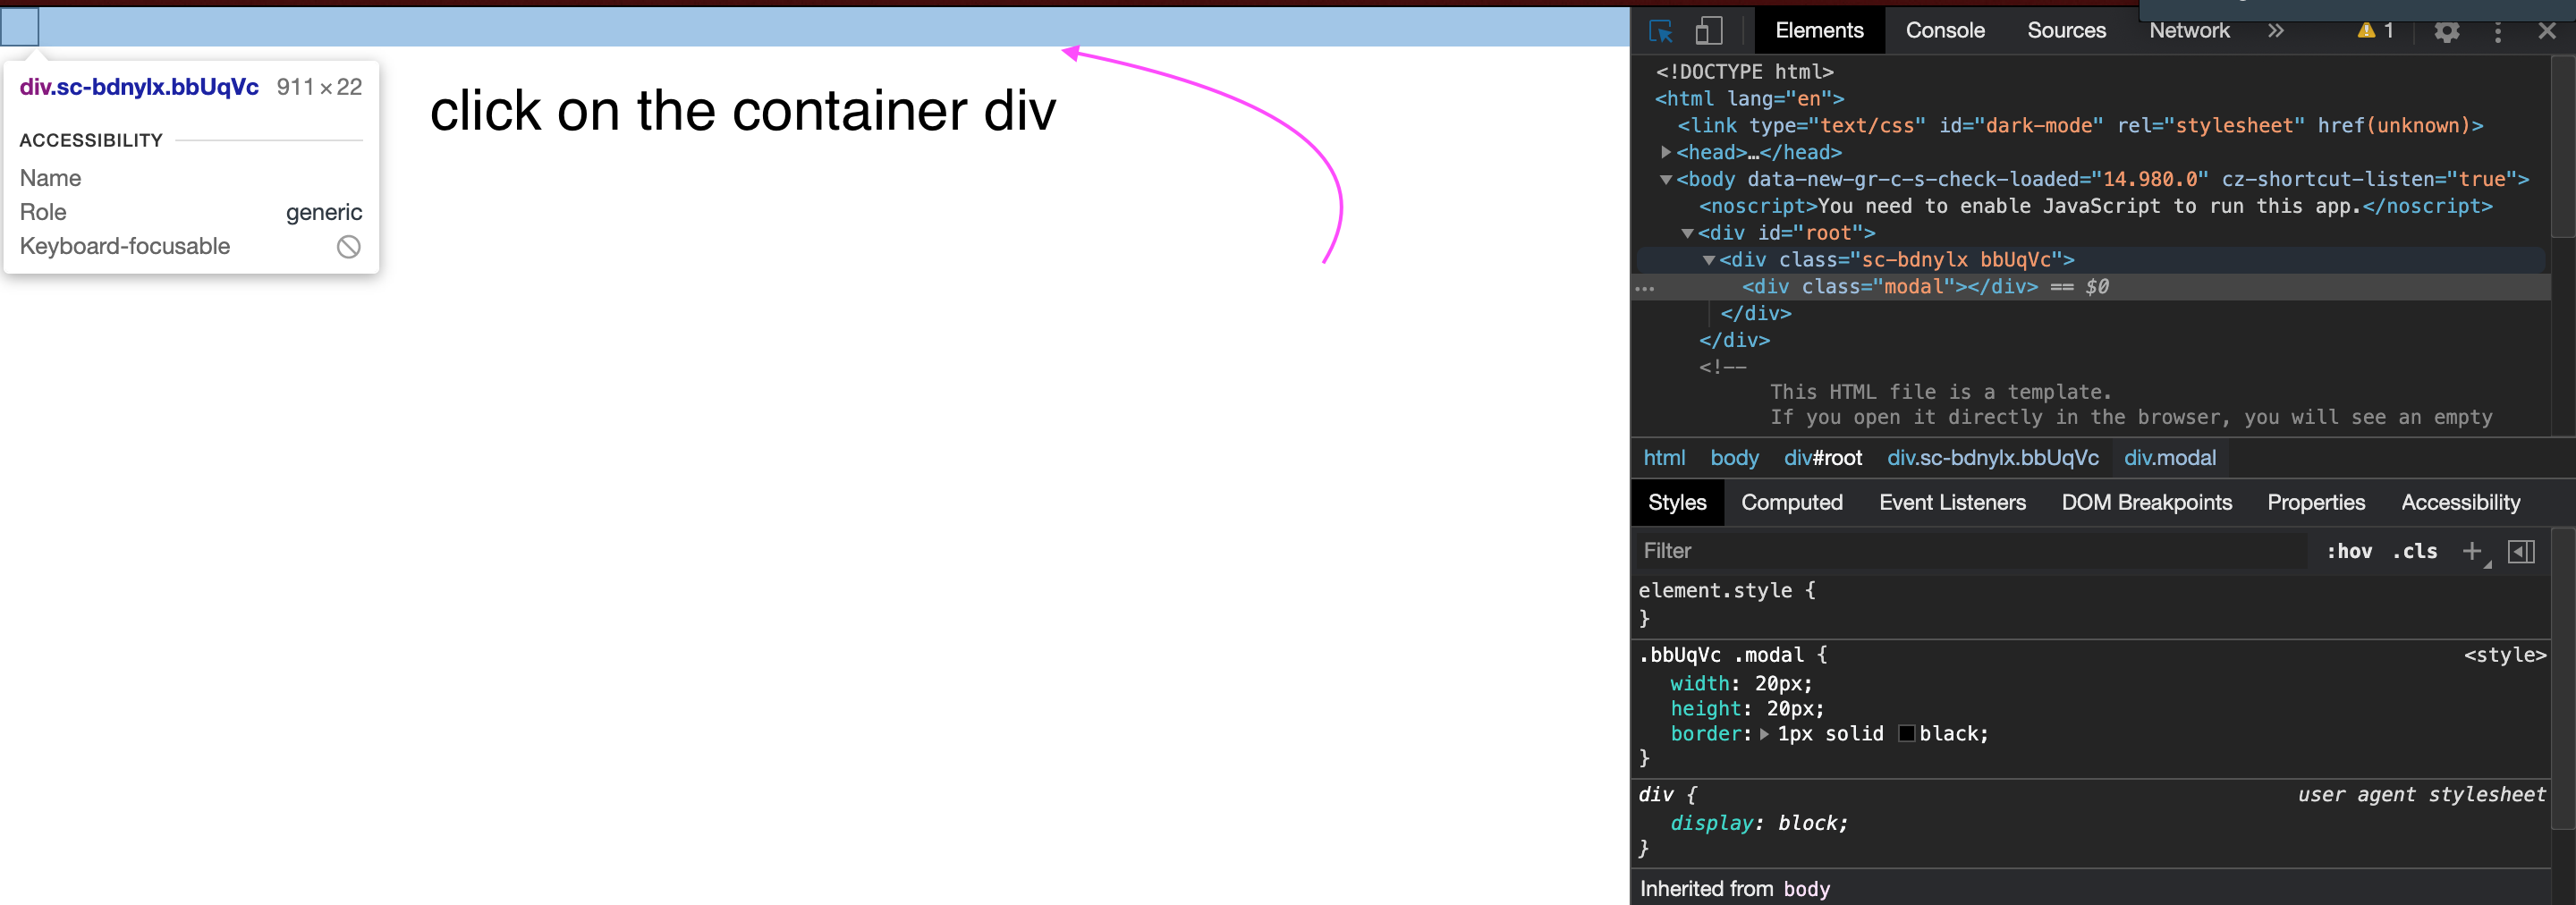 div.sc-bdnylx.bbUqVc 911 × 22
ACCESSIBILITY
Name
Role generic
Keyboard-focusable
click on the container div
Elements Console Sources Network » 1
<!DOCTYPE html>
<html lang="en">
<link type="text/css" id="dark-mode" rel="stylesheet" href(unknown)>
<head>…</head>
<body data-new-gr-c-s-check-loaded="14.980.0" cz-shortcut-listen="true">
<noscript>You need to enable JavaScript to run this app.</noscript>
<div id="root">
<div class="sc-bdnylx bbUqVc">
… <div class="modal"></div> == $0
</div>
</div>
<!--
This HTML file is a template.
If you open it directly in the browser, you will see an empty
html body div#root div.sc-bdnylx.bbUqVc div.modal
Styles Computed Event Listeners DOM Breakpoints Properties Accessibility
Filter :hov .cls +
element.style {
}
.bbUqVc .modal { <style>
width: 20px;
height: 20px;
border: 1px solid black;
}
div { user agent stylesheet
display: block;
}
Inherited from body